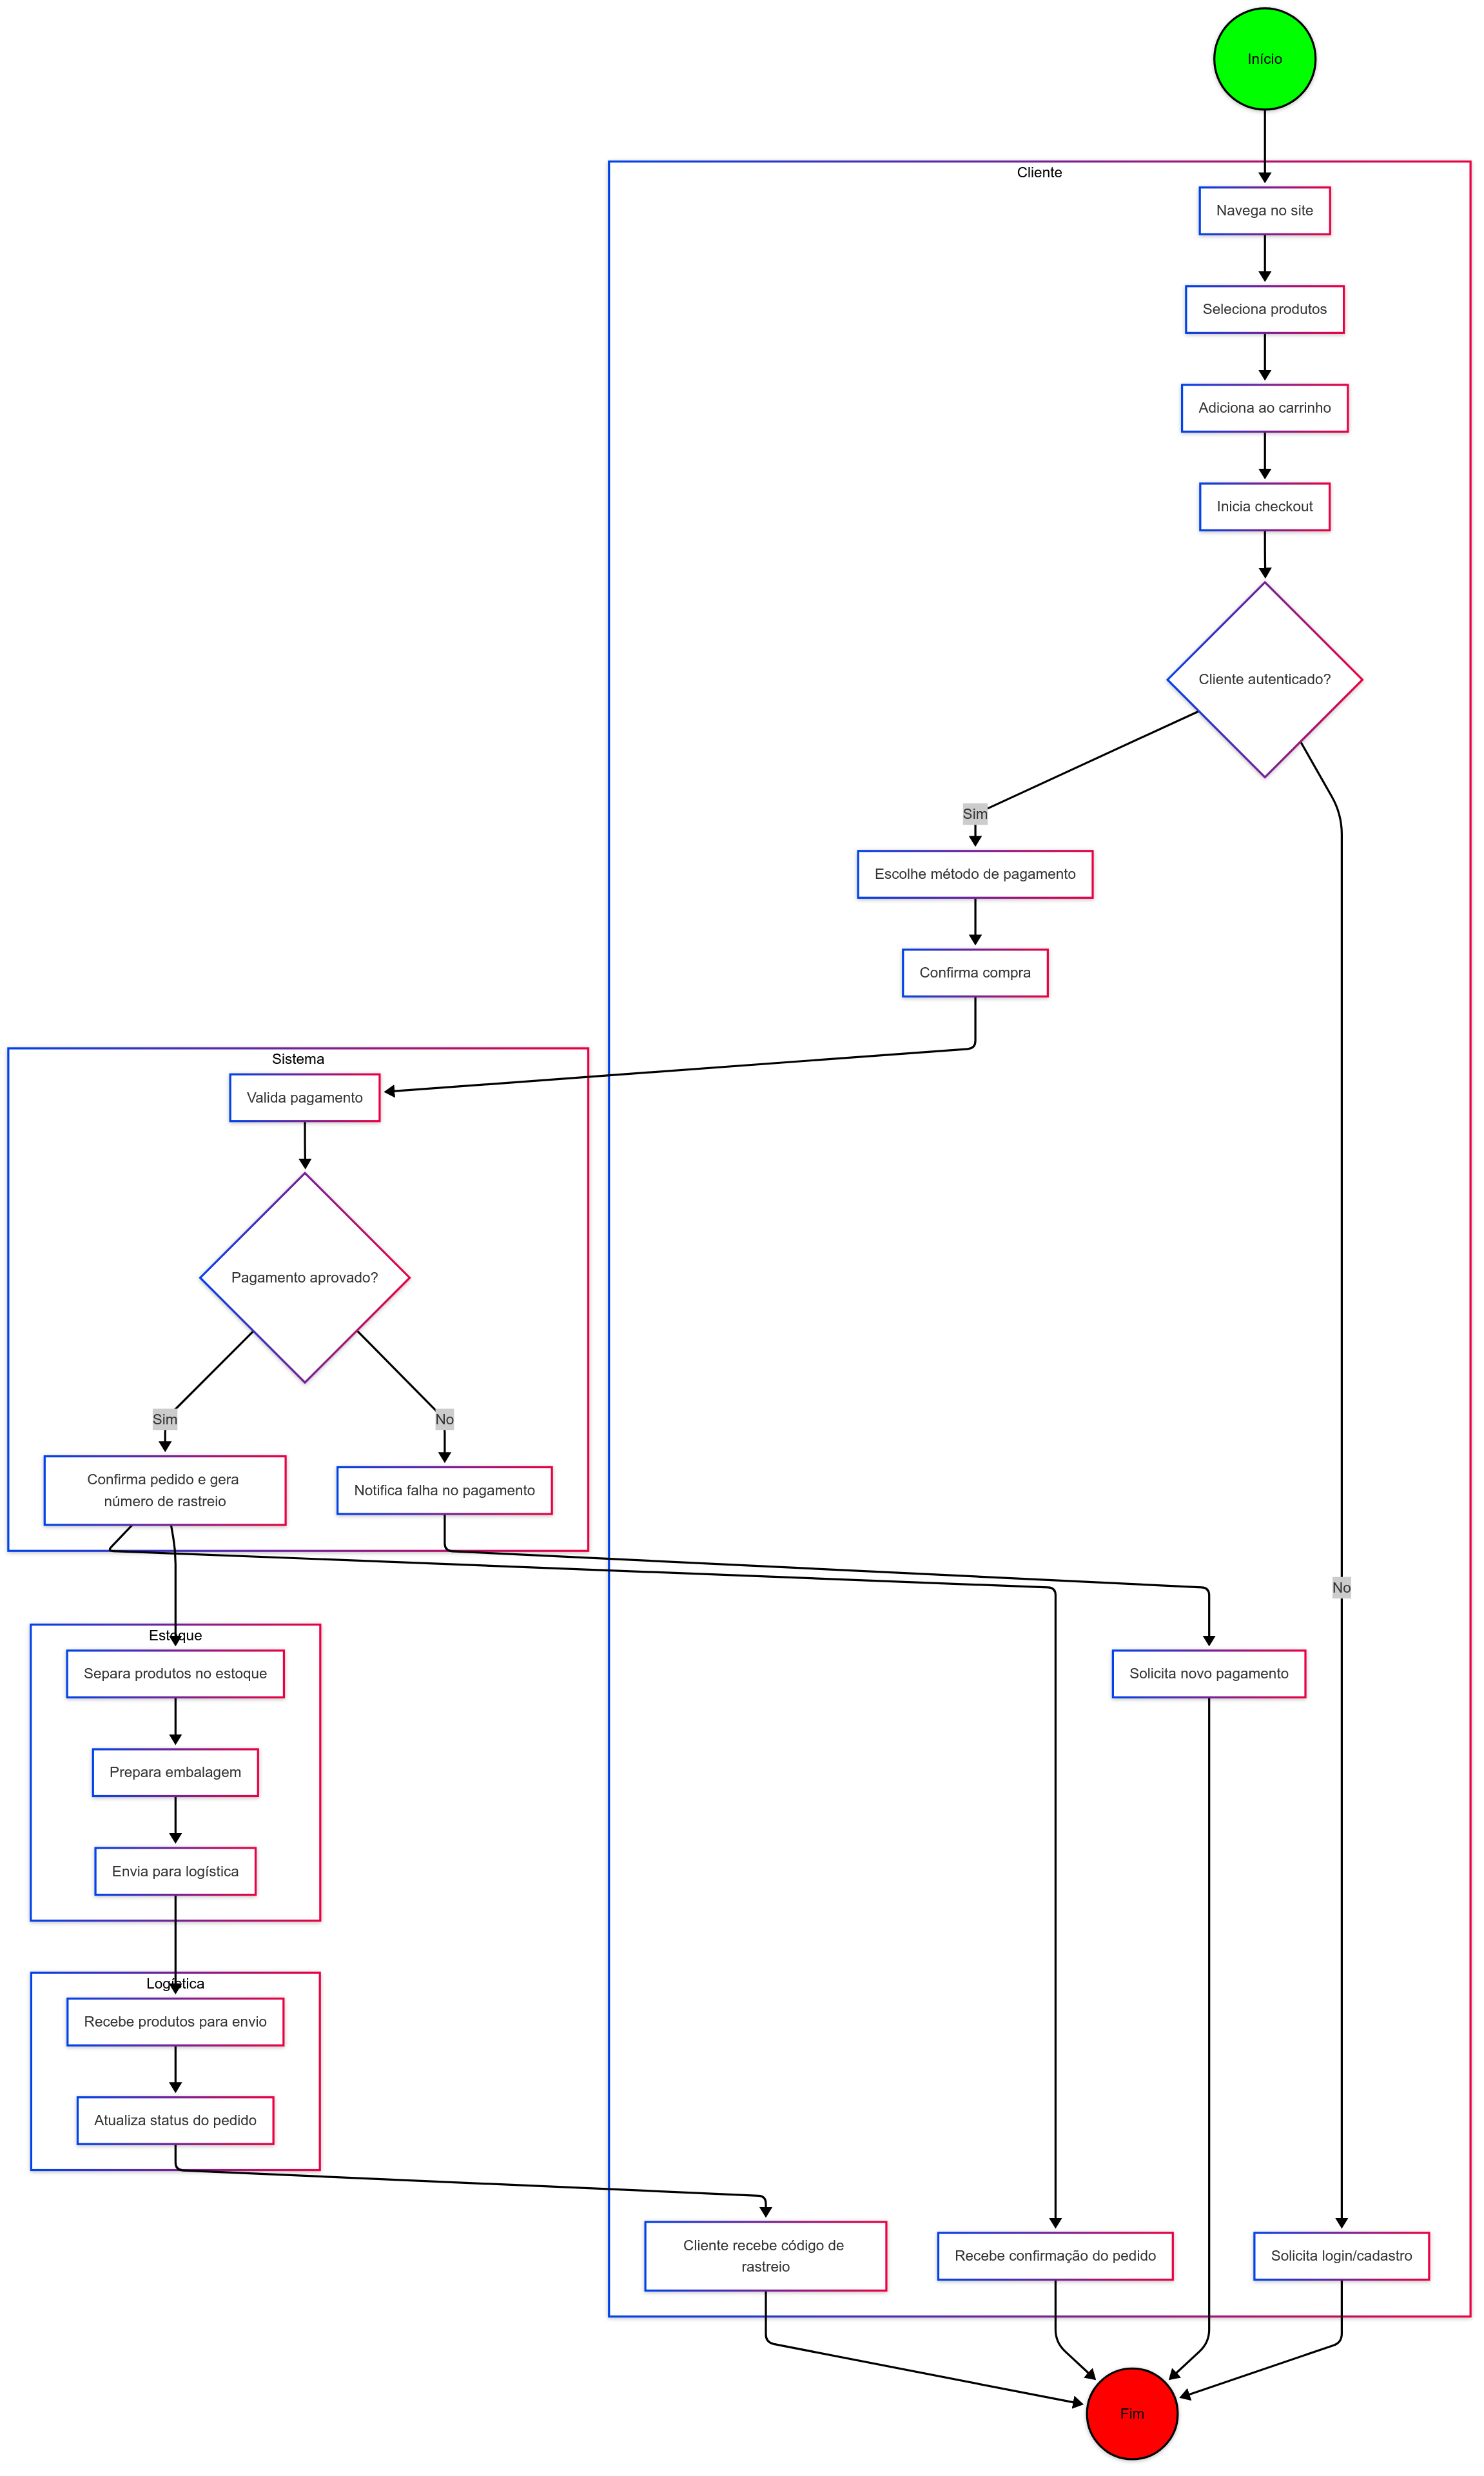 Início
Cliente
Navega no site
Seleciona produtos
Adiciona ao carrinho
Inicia checkout
Cliente autenticado?
Sim
Escolhe método de pagamento
Confirma compra
Sistema
Valida pagamento
Pagamento aprovado?
Sim
No
Confirma pedido e gera
número de rastreio
Notifica falha no pagamento
No
Estoque
Separa produtos no estoque
Solicita novo pagamento
Prepara embalagem
Envia para logística
Logística
Recebe produtos para envio
Atualiza status do pedido
Cliente recebe código de
rastreio
Recebe confirmação do pedido
Solicita login/cadastro
Fim